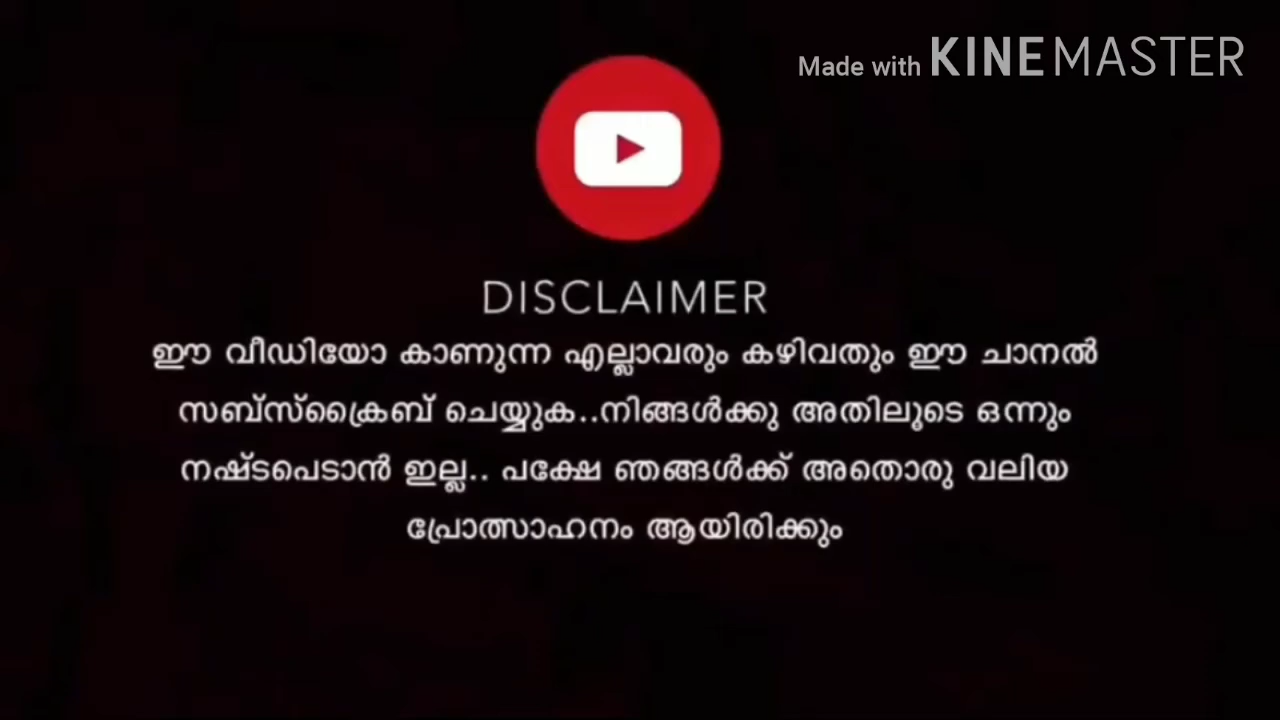 Made with KINEMASTER
DISCLAIMER
ഈ വീഡിയോ കാണുന്ന എല്ലാവരും കഴിവതും ഈ ചാനൽ
സബ്സ്ക്രൈബ് ചെയ്യുക..നിങ്ങൾക്കു അതിലൂടെ ഒന്നും
നഷ്ടപെടാൻ ഇല്ല.. പക്ഷേ ഞങ്ങൾക്ക് അതൊരു വലിയ
പ്രോത്സാഹനം ആയിരിക്കും